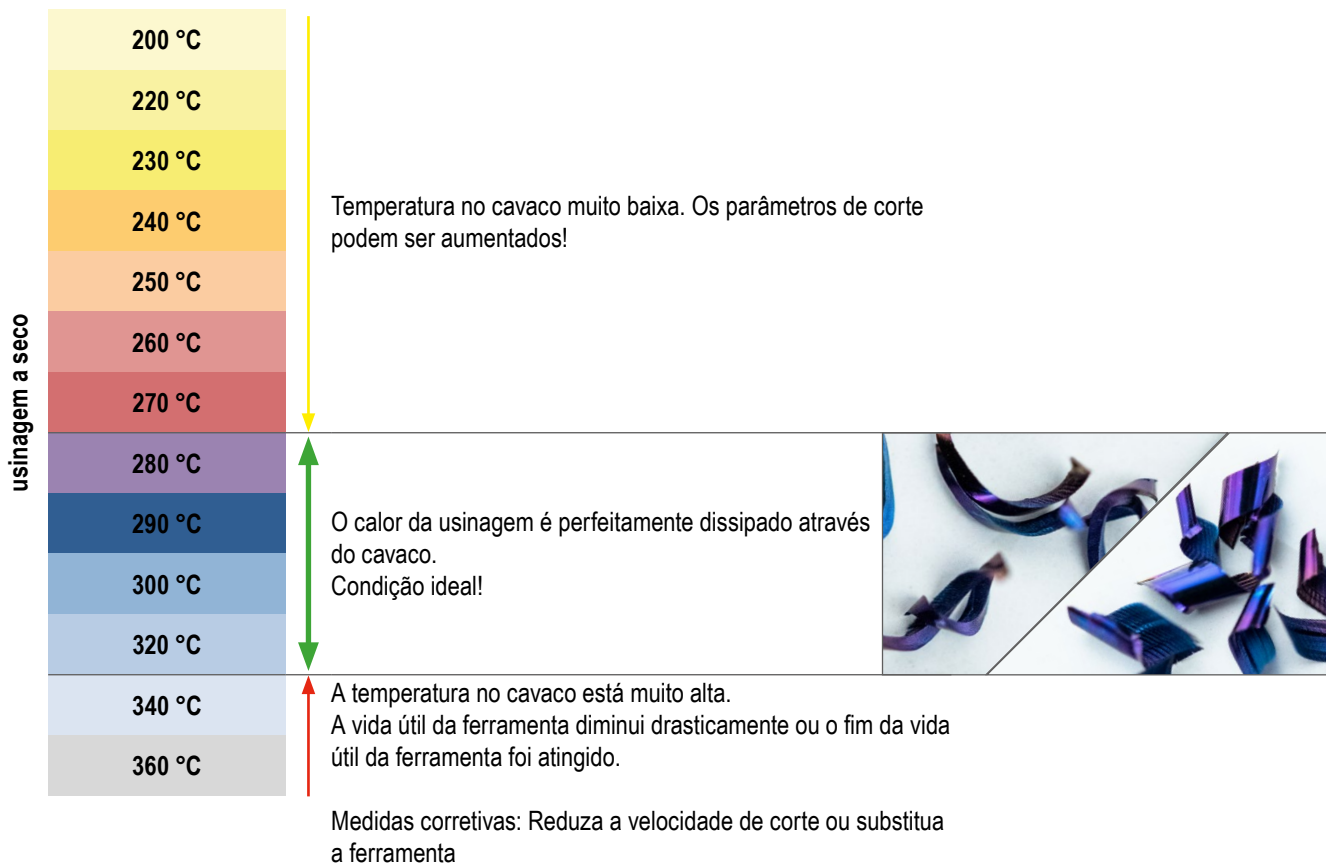 usinagem a seco
200 °C
220 °C
230 °C
240 °C
250 °C
260 °C
270 °C
Temperatura no cavaco muito baixa. Os parâmetros de corte
podem ser aumentados!
280 °C
290 °C
300 °C
320 °C
O calor da usinagem é perfeitamente dissipado através
do cavaco.
Condição ideal!
340 °C
360 °C
A temperatura no cavaco está muito alta.
A vida útil da ferramenta diminui drasticamente ou o fim da vida
útil da ferramenta foi atingido.
Medidas corretivas: Reduza a velocidade de corte ou substitua
a ferramenta